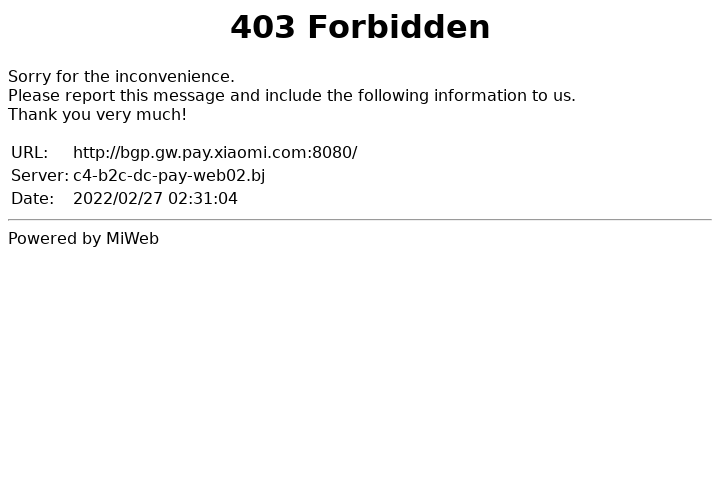 403 Forbidden
Sorry for the inconvenience.
Please report this message and include the following information to us.
Thank you very much!
URL: http://bgp.gw.pay.xiaomi.com:8080/
Server: c4-b2c-dc-pay-web02.bj
Date: 2022/02/27 02:31:04
Powered by MiWeb